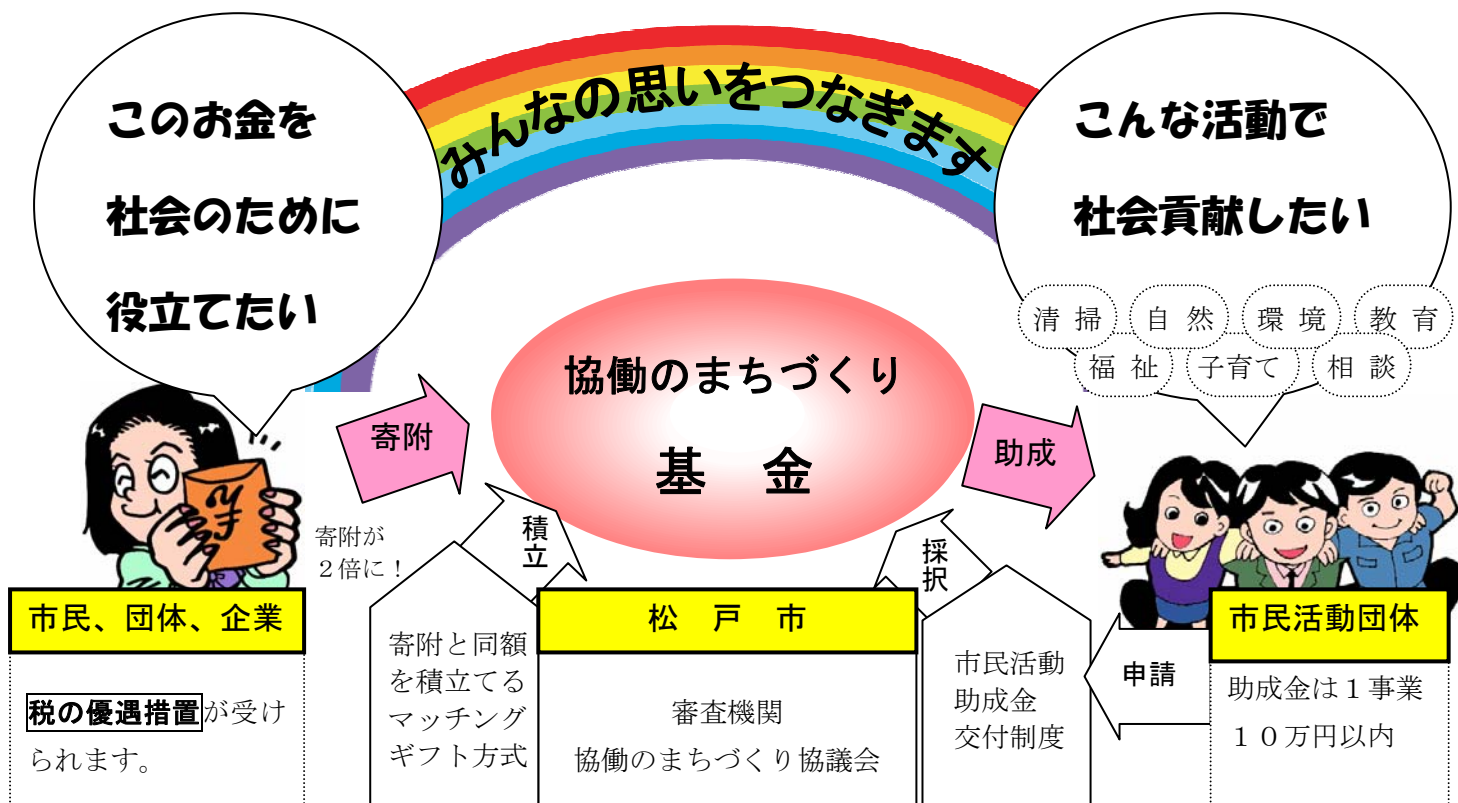 みんなの思いをつなぎます
このお金を
社会のために
役立てたい
こんな活動で
社会貢献したい
清掃
自然
環境
教育
福祉
子育て
相談
協働のまちづくり
基　金
寄附
助成
寄附が
２倍に！
積立
採択
市民、団体、企業
税の優遇措置が受け
られます。
寄附と同額
を積立てる
マッチング
ギフト方式
松　戸　市
審査機関
協働のまちづくり協議会
市民活動
助成金
交付制度
申請
市民活動団体
助成金は１事業
１０万円以内